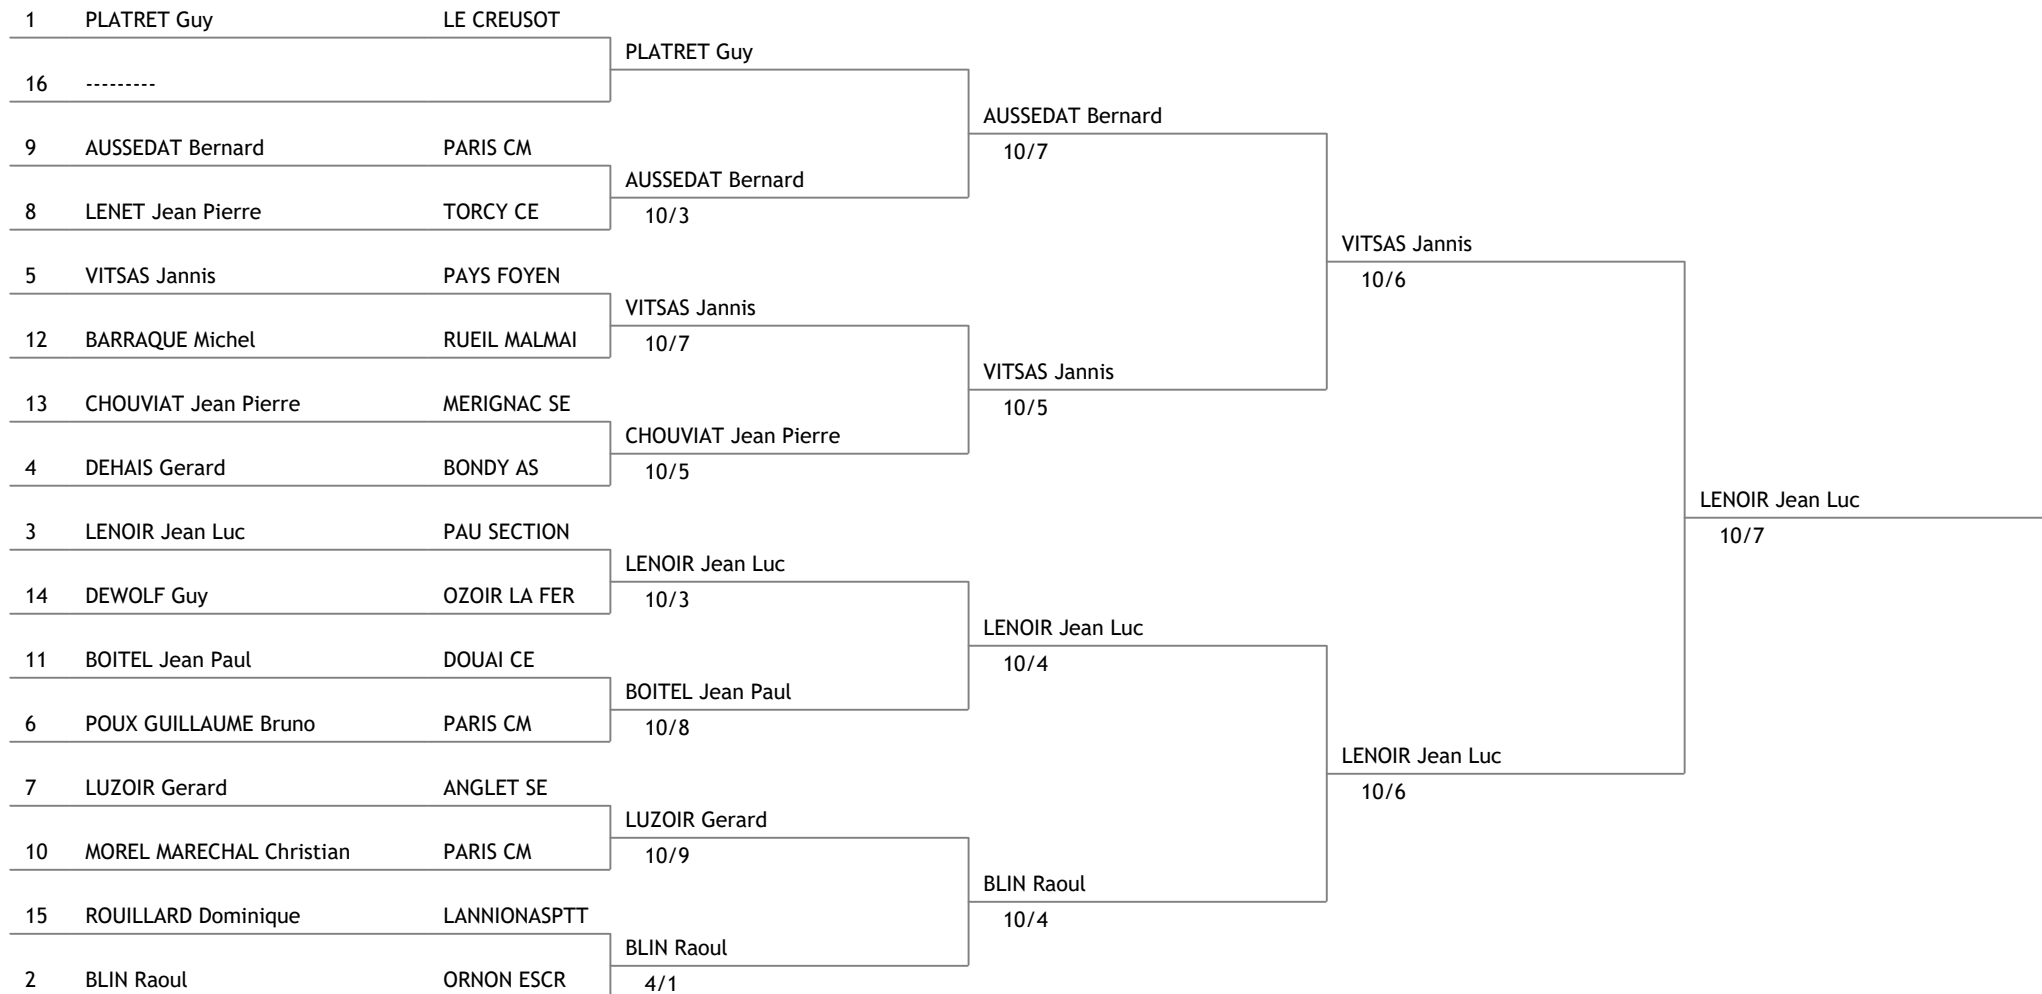 1 PLATRET Guy LE CREUSOT
PLATRET Guy
16 ---------
AUSSEDAT Bernard
9 AUSSEDAT Bernard PARIS CM
10/7
AUSSEDAT Bernard
8 LENET Jean Pierre TORCY CE
10/3
VITSAS Jannis
5 VITSAS Jannis PAYS FOYEN
10/6
VITSAS Jannis
12 BARRAQUE Michel RUEIL MALMAI
10/7
VITSAS Jannis
13 CHOUVIAT Jean Pierre MERIGNAC SE
10/5
CHOUVIAT Jean Pierre
4 DEHAIS Gerard BONDY AS
10/5
LENOIR Jean Luc
3 LENOIR Jean Luc PAU SECTION
10/7
LENOIR Jean Luc
14 DEWOLF Guy OZOIR LA FER
10/3
LENOIR Jean Luc
11 BOITEL Jean Paul DOUAI CE
10/4
BOITEL Jean Paul
6 POUX GUILLAUME Bruno PARIS CM
10/8
LENOIR Jean Luc
7 LUZOIR Gerard ANGLET SE
10/6
LUZOIR Gerard
10 MOREL MARECHAL Christian PARIS CM
10/9
BLIN Raoul
15 ROUILLARD Dominique LANNIONASPTT
10/4
BLIN Raoul
2 BLIN Raoul ORNON ESCR
4/1